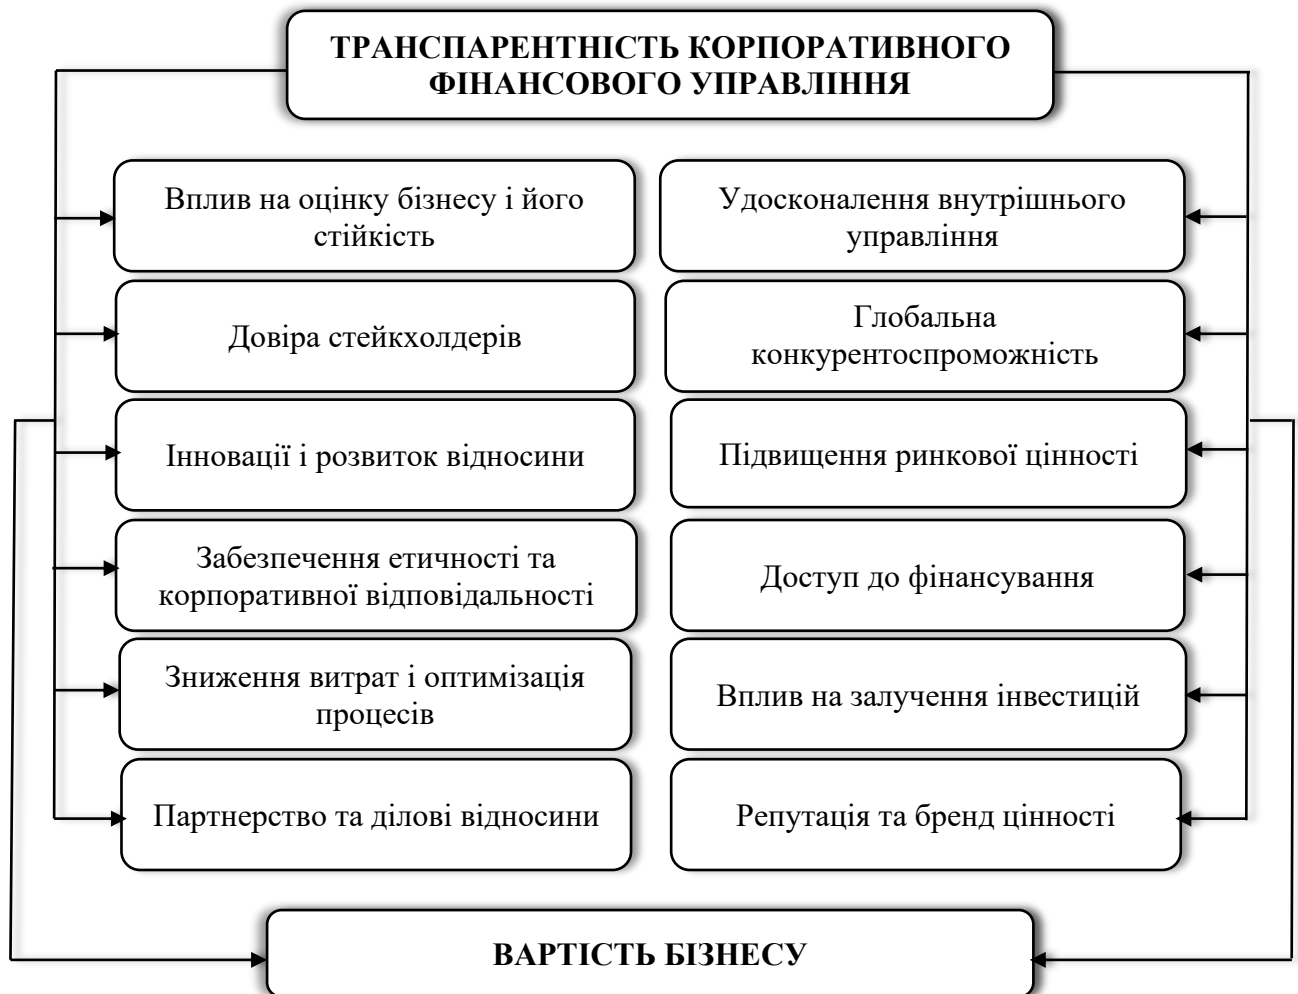 ТРАНСПАРЕНТНІСТЬ КОРПОРАТИВНОГО
ФІНАНСОВОГО УПРАВЛІННЯ
Вплив на оцінку бізнесу і його
стійкість
Удосконалення внутрішнього
управління
Довіра стейкхолдерів
Глобальна
конкурентоспроможність
Інновації і розвиток відносини
Підвищення ринкової цінності
Забезпечення етичності та
корпоративної відповідальності
Доступ до фінансування
Зниження витрат і оптимізація
процесів
Вплив на залучення інвестицій
Партнерство та ділові відносини
Репутація та бренд цінності
ВАРТІСТЬ БІЗНЕСУ